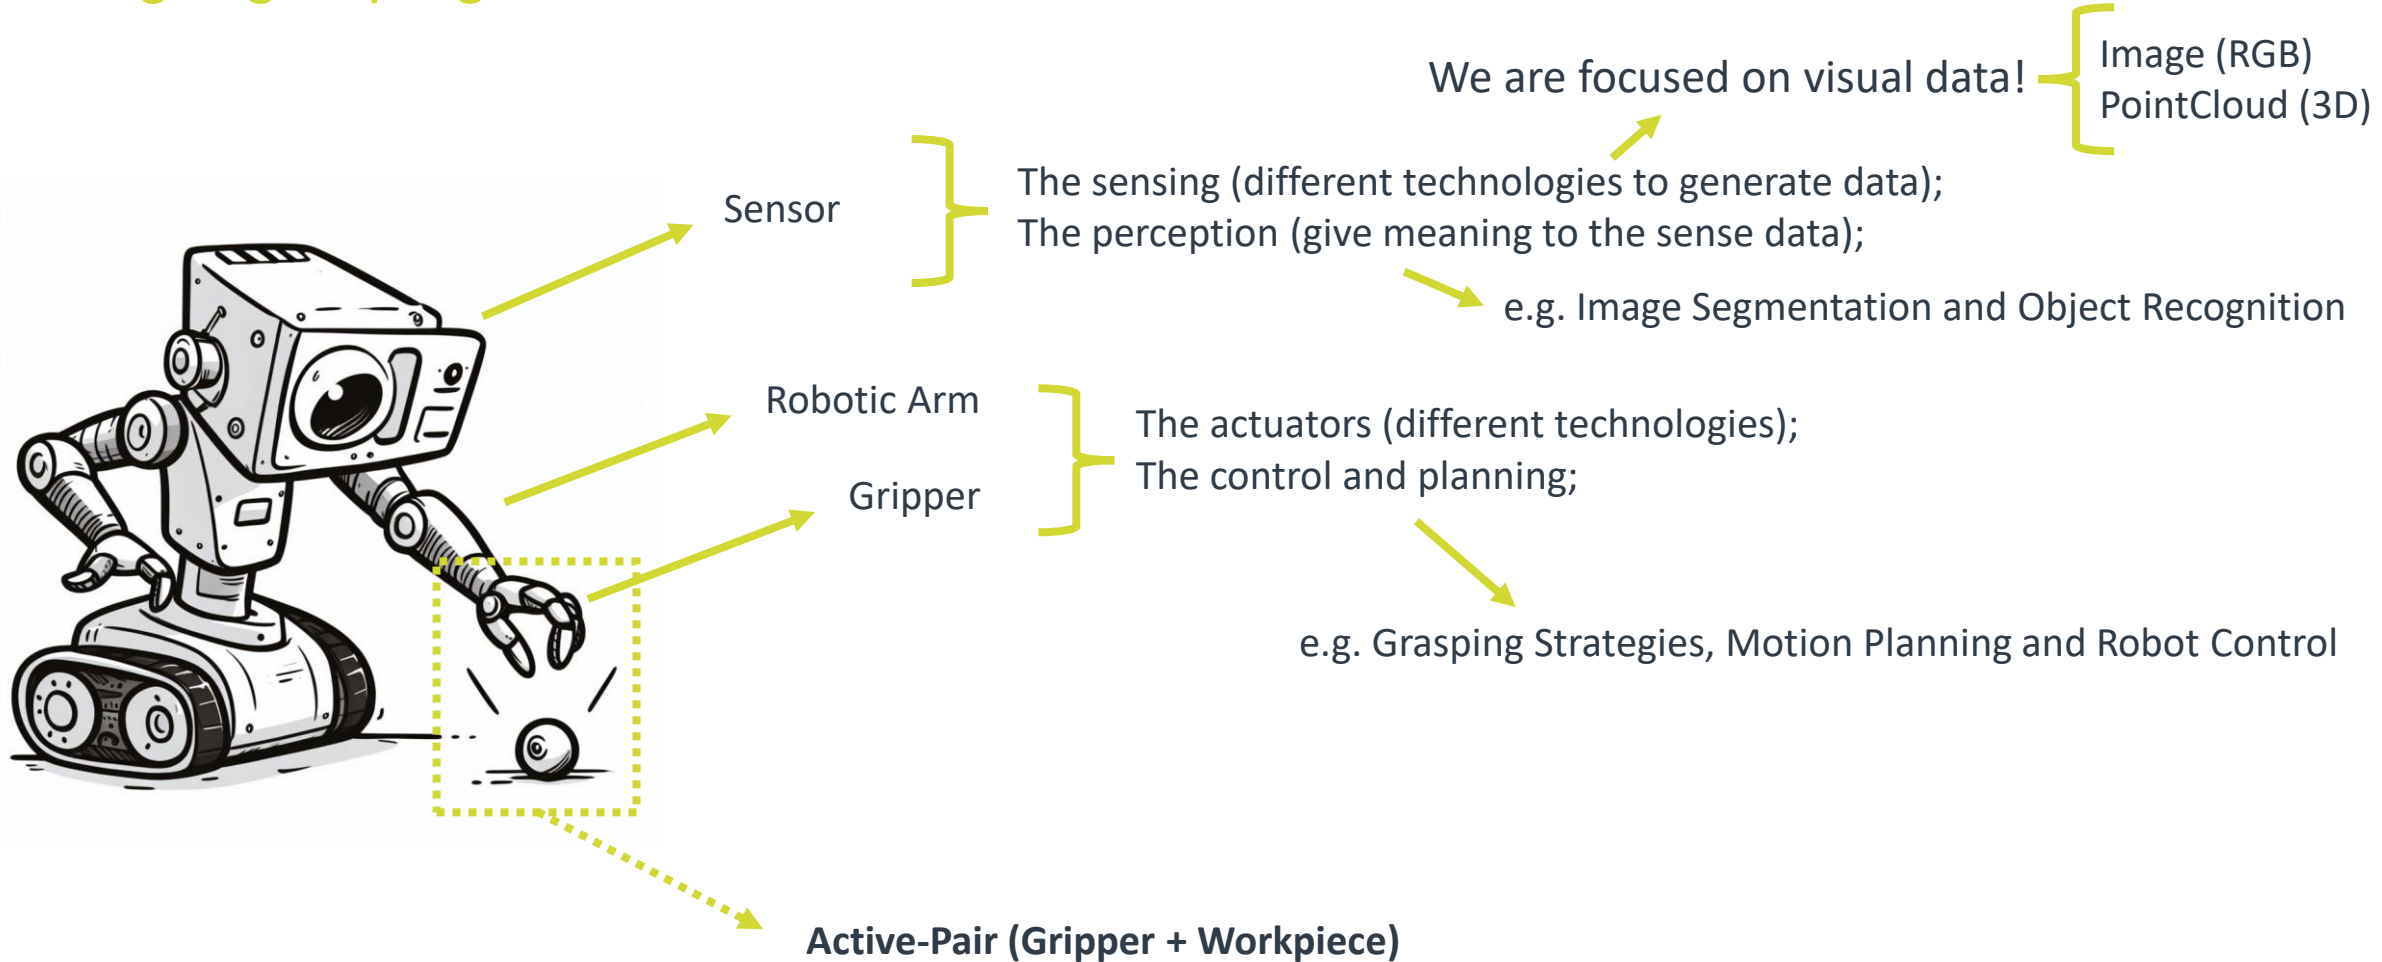 We are focused on visual data!
Image (RGB)
PointCloud (3D)
Sensor
The sensing (different technologies to generate data);
The perception (give meaning to the sense data);
e.g. Image Segmentation and Object Recognition
Robotic Arm
Gripper
The actuators (different technologies);
The control and planning;
e.g. Grasping Strategies, Motion Planning and Robot Control
Active-Pair (Gripper + Workpiece)